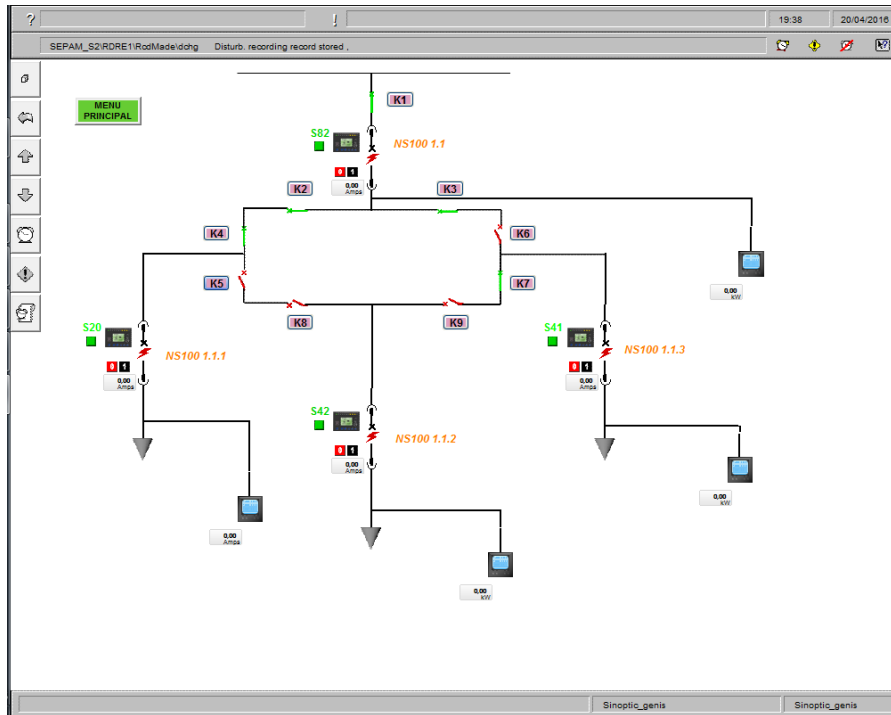 ?
!
19:38
20/04/2016
SEPAM_S2\RDRE1\RodMade\dchg Disturb. recording record stored ,
MENU
PRINCIPAL
K1
S82
NS100 1.1
0 1
0,00
Amps
K2
K3
K4
K6
K5
K7
K8
K9
0,00
kW
S20
NS100 1.1.1
0 1
0,00
Amps
S41
NS100 1.1.3
0 1
0,00
Amps
S42
NS100 1.1.2
0 1
0,00
Amps
0,00
kW
0,00
Amps
0,00
kW
Sinoptic_genis
Sinoptic_genis